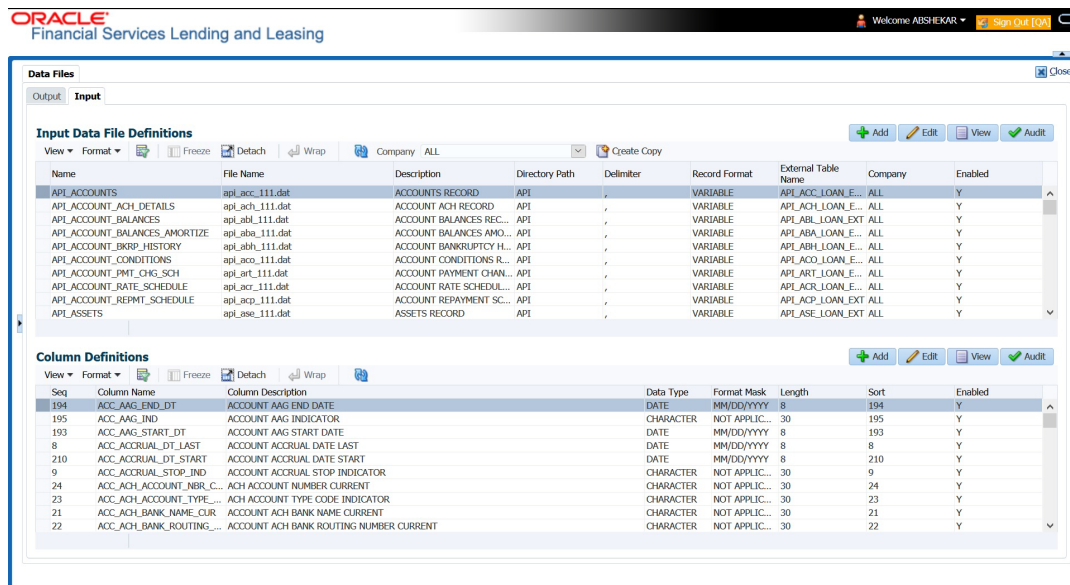 ORACLE
Financial Services Lending and Leasing
Welcome ABSHEKAR Sign Out [QA]
Data Files Close
Output Input
Input Data File Definitions Add Edit View Audit
View Format Freeze Detach Wrap Company ALL Create Copy
Name File Name Description Directory Path Delimiter Record Format External Table Name Company Enabled
API_ACCOUNTS api_acc_111.dat ACCOUNTS RECORD API , VARIABLE API_ACC_LOAN_E... ALL Y
API_ACCOUNT_ACH_DETAILS api_ach_111.dat ACCOUNT ACH RECORD API , VARIABLE API_ACH_LOAN_E... ALL Y
API_ACCOUNT_BALANCES api_abl_111.dat ACCOUNT BALANCES REC... API , VARIABLE API_ABL_LOAN_EXT ALL Y
API_ACCOUNT_BALANCES_AMORTIZE api_aba_111.dat ACCOUNT BALANCES AMO... API , VARIABLE API_ABA_LOAN_E... ALL Y
API_ACCOUNT_BKRP_HISTORY api_abh_111.dat ACCOUNT BANKRUPTCY H... API , VARIABLE API_ABH_LOAN_E... ALL Y
API_ACCOUNT_CONDITIONS api_aco_111.dat ACCOUNT CONDITIONS R... API , VARIABLE API_ACO_LOAN_E... ALL Y
API_ACCOUNT_PMT_CHG_SCH api_art_111.dat ACCOUNT PAYMENT CHAN... API , VARIABLE API_ART_LOAN_E... ALL Y
API_ACCOUNT_RATE_SCHEDULE api_acr_111.dat ACCOUNT RATE SCHEDUL... API , VARIABLE API_ACR_LOAN_E... ALL Y
API_ACCOUNT_REPMT_SCHEDULE api_acp_111.dat ACCOUNT REPAYMENT SC... API , VARIABLE API_ACP_LOAN_EXT ALL Y
API_ASSETS api_ase_111.dat ASSETS RECORD API , VARIABLE API_ASE_LOAN_EXT ALL Y
Column Definitions Add Edit View Audit
View Format Freeze Detach Wrap
Seq Column Name Column Description Data Type Format Mask Length Sort Enabled
194 ACC_AAG_END_DT ACCOUNT AAG END DATE DATE MM/DD/YYYY 8 194 Y
195 ACC_AAG_IND ACCOUNT AAG INDICATOR CHARACTER NOT APPLIC... 30 195 Y
193 ACC_AAG_START_DT ACCOUNT AAG START DATE DATE MM/DD/YYYY 8 193 Y
8 ACC_ACCRUAL_DT_LAST ACCOUNT ACCRUAL DATE LAST DATE MM/DD/YYYY 8 8 Y
210 ACC_ACCRUAL_DT_START ACCOUNT ACCRUAL DATE START DATE MM/DD/YYYY 8 210 Y
9 ACC_ACCRUAL_STOP_IND ACCOUNT ACCRUAL STOP INDICATOR CHARACTER NOT APPLIC... 30 9 Y
24 ACC_ACH_ACCOUNT_NBR_C... ACH ACCOUNT NUMBER CURRENT CHARACTER NOT APPLIC... 30 24 Y
23 ACC_ACH_ACCOUNT_TYPE_... ACH ACCOUNT TYPE CODE INDICATOR CHARACTER NOT APPLIC... 30 23 Y
21 ACC_ACH_BANK_NAME_CUR ACCOUNT ACH BANK NAME CURRENT CHARACTER NOT APPLIC... 30 21 Y
22 ACC_ACH_BANK_ROUTING_... ACCOUNT ACH BANK ROUTING NUMBER CURRENT CHARACTER NOT APPLIC... 30 22 Y